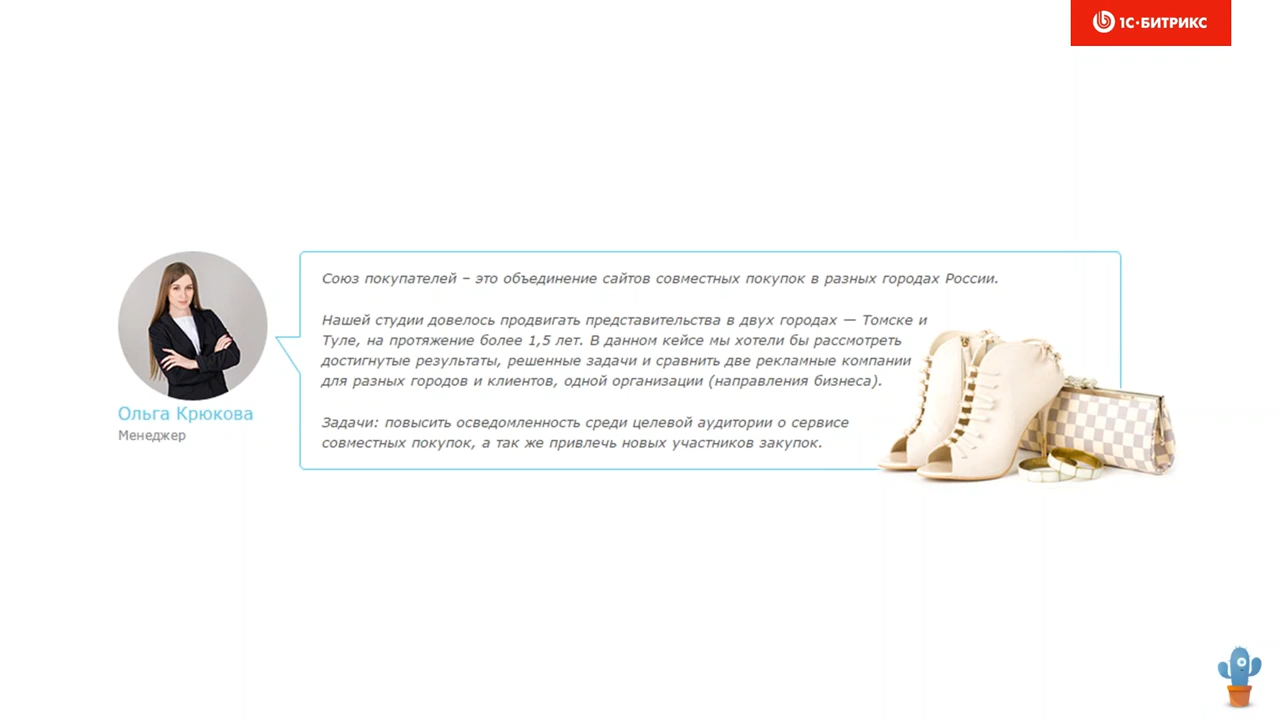 1С·БИТРИКС
Союз покупателей – это объединение сайтов совместных покупок в разных городах России.
Нашей студии довелось продвигать представительства в двух городах — Томске и
Туле, на протяжение более 1,5 лет. В данном кейсе мы хотели бы рассмотреть
достигнутые результаты, решенные задачи и сравнить две рекламные компании
для разных городов и клиентов, одной организации (направления бизнеса).
Задачи: повысить осведомленность среди целевой аудитории о сервисе
совместных покупок, а так же привлечь новых участников закупок.
Ольга Крюкова
Менеджер